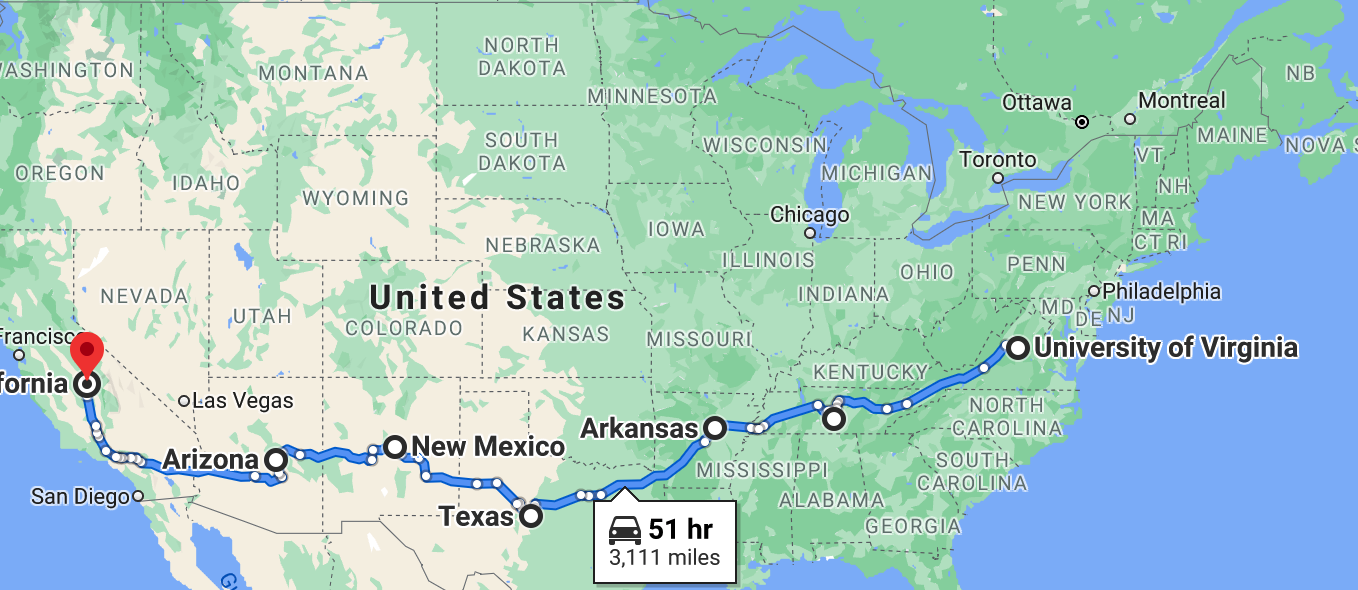 NORTH
DAKOTA
MONTANA
WASHINGTON
NB
MINNESOTA
Ottawa
Montreal
MAINE
NOVA S
SOUTH
DAKOTA
WISCONSIN
VT
OREGON
IDAHO
MICHIGAN
Toronto
NH
WYOMING
NEW YORK
Chicago
MA
IOWA
CT RI
NEBRASKA
ILLINOIS
OHIO
PENN
NEVADA
United States
INDIANA
Philadelphia
MD
DE
NJ
UTAH
COLORADO
KANSAS
MISSOURI
Francisco
University of Virginia
KENTUCKY
fornia
Las Vegas
NORTH
CAROLINA
Arkansas
New Mexico
Arizona
MISSISSIPPI
SOUTH
CAROLINA
San Diego
ALABAMA
Texas
GEORGIA
51 hr
3,111 miles